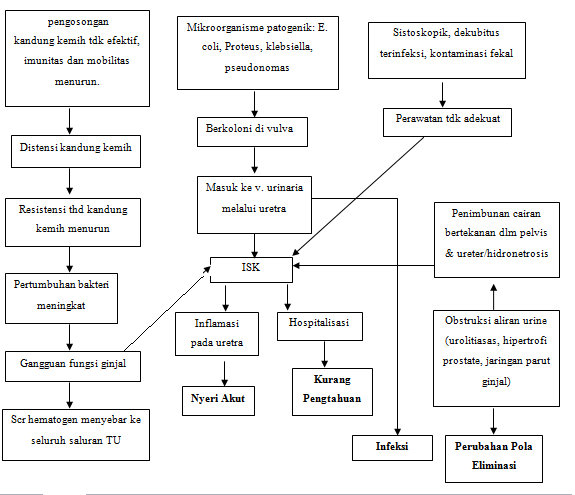 pengosongan
kandung kemih tdk efektif,
imunitas dan mobilitas
menurun.
Mikroorganisme patogenik: E.
coli, Proteus, klebsiella,
pseudonomas
Sistoskopik, dekubitus
terinfeksi, kontaminasi fekal
Distensi kandung kemih
Berkoloni di vulva
Perawatan tdk adekuat
Resistensi thd kandung
kemih menurun
Masuk ke v. urinaria
melalui uretra
Penimbunan cairan
bertekanan dlm pelvis
& ureter/hidronetrosis
Pertumbuhan bakteri
meningkat
ISK
Gangguan fungsi ginjal
Inflamasi
pada uretra
Hospitalisasi
Obstruksi aliran urine
(urolitiasas, hipertrofi
prostate, jaringan parut
ginjal)
Scr hematogen menyebar ke
seluruh saluran TU
Nyeri Akut
Kurang
Pengtahuan
Infeksi
Perubahan Pola
Eliminasi